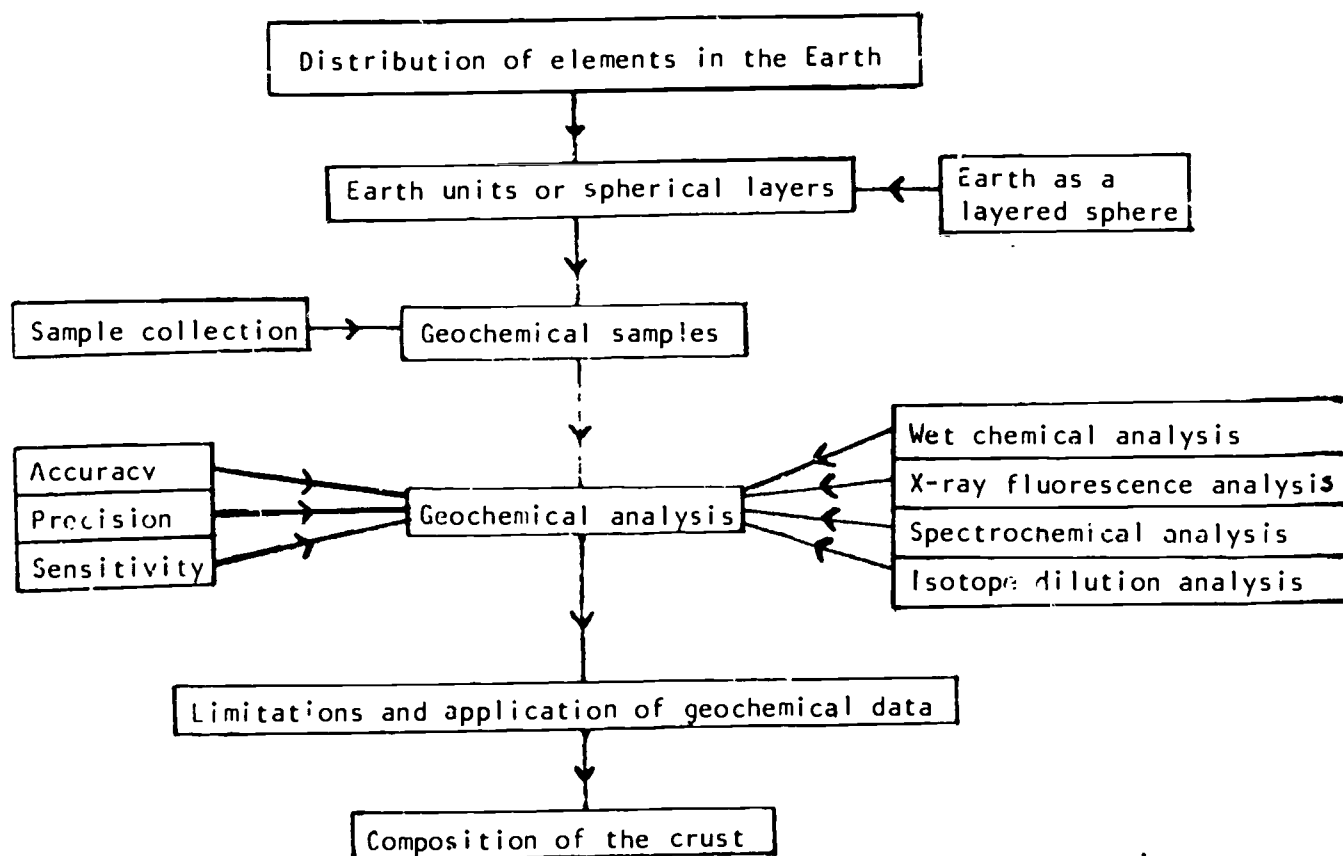 Distribution of elements in the Earth
Earth units or spherical layers
Earth as a
layered sphere
Sample collection
Geochemical samples
Accuracy
Precision
Sensitivity
Geochemical analysis
Wet chemical analysis
X-ray fluorescence analysis
Spectrochemical analysis
Isotope dilution analysis
Limitations and application of geochemical data
Composition of the crust